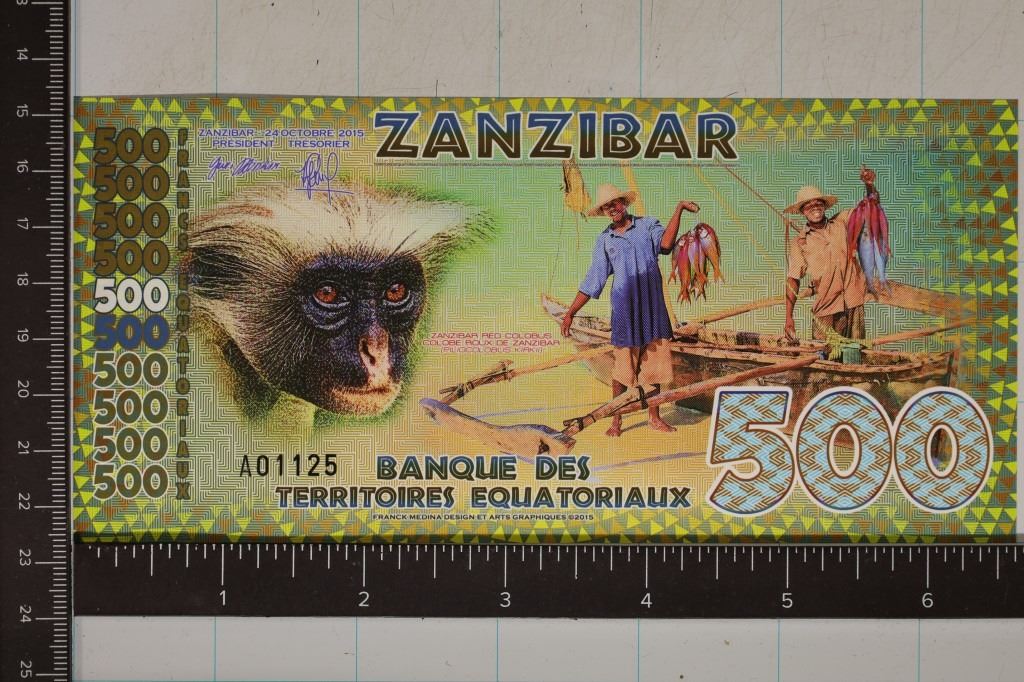 ZANZIBAR
ZANZIBAR - 24 OCTOBRE 2015
PRÉSIDENT TRÉSORIER
500
500
500
500
500
500
500
500
500
500
FRANCS EQUATORIAUX
ZANZIBAR RED COLOBUS
COLOBE ROUX DE ZANZIBAR
(PILIOCOLOBUS KIRKII)
A01125
BANQUE DES
TERRITOIRES EQUATORIAUX
500
FRANCK MEDINA DESIGN ET ARTS GRAPHIQUES ©2015
1 2 3 4 5 6
14
15
16
17
18
19
20
21
22
23
24
25